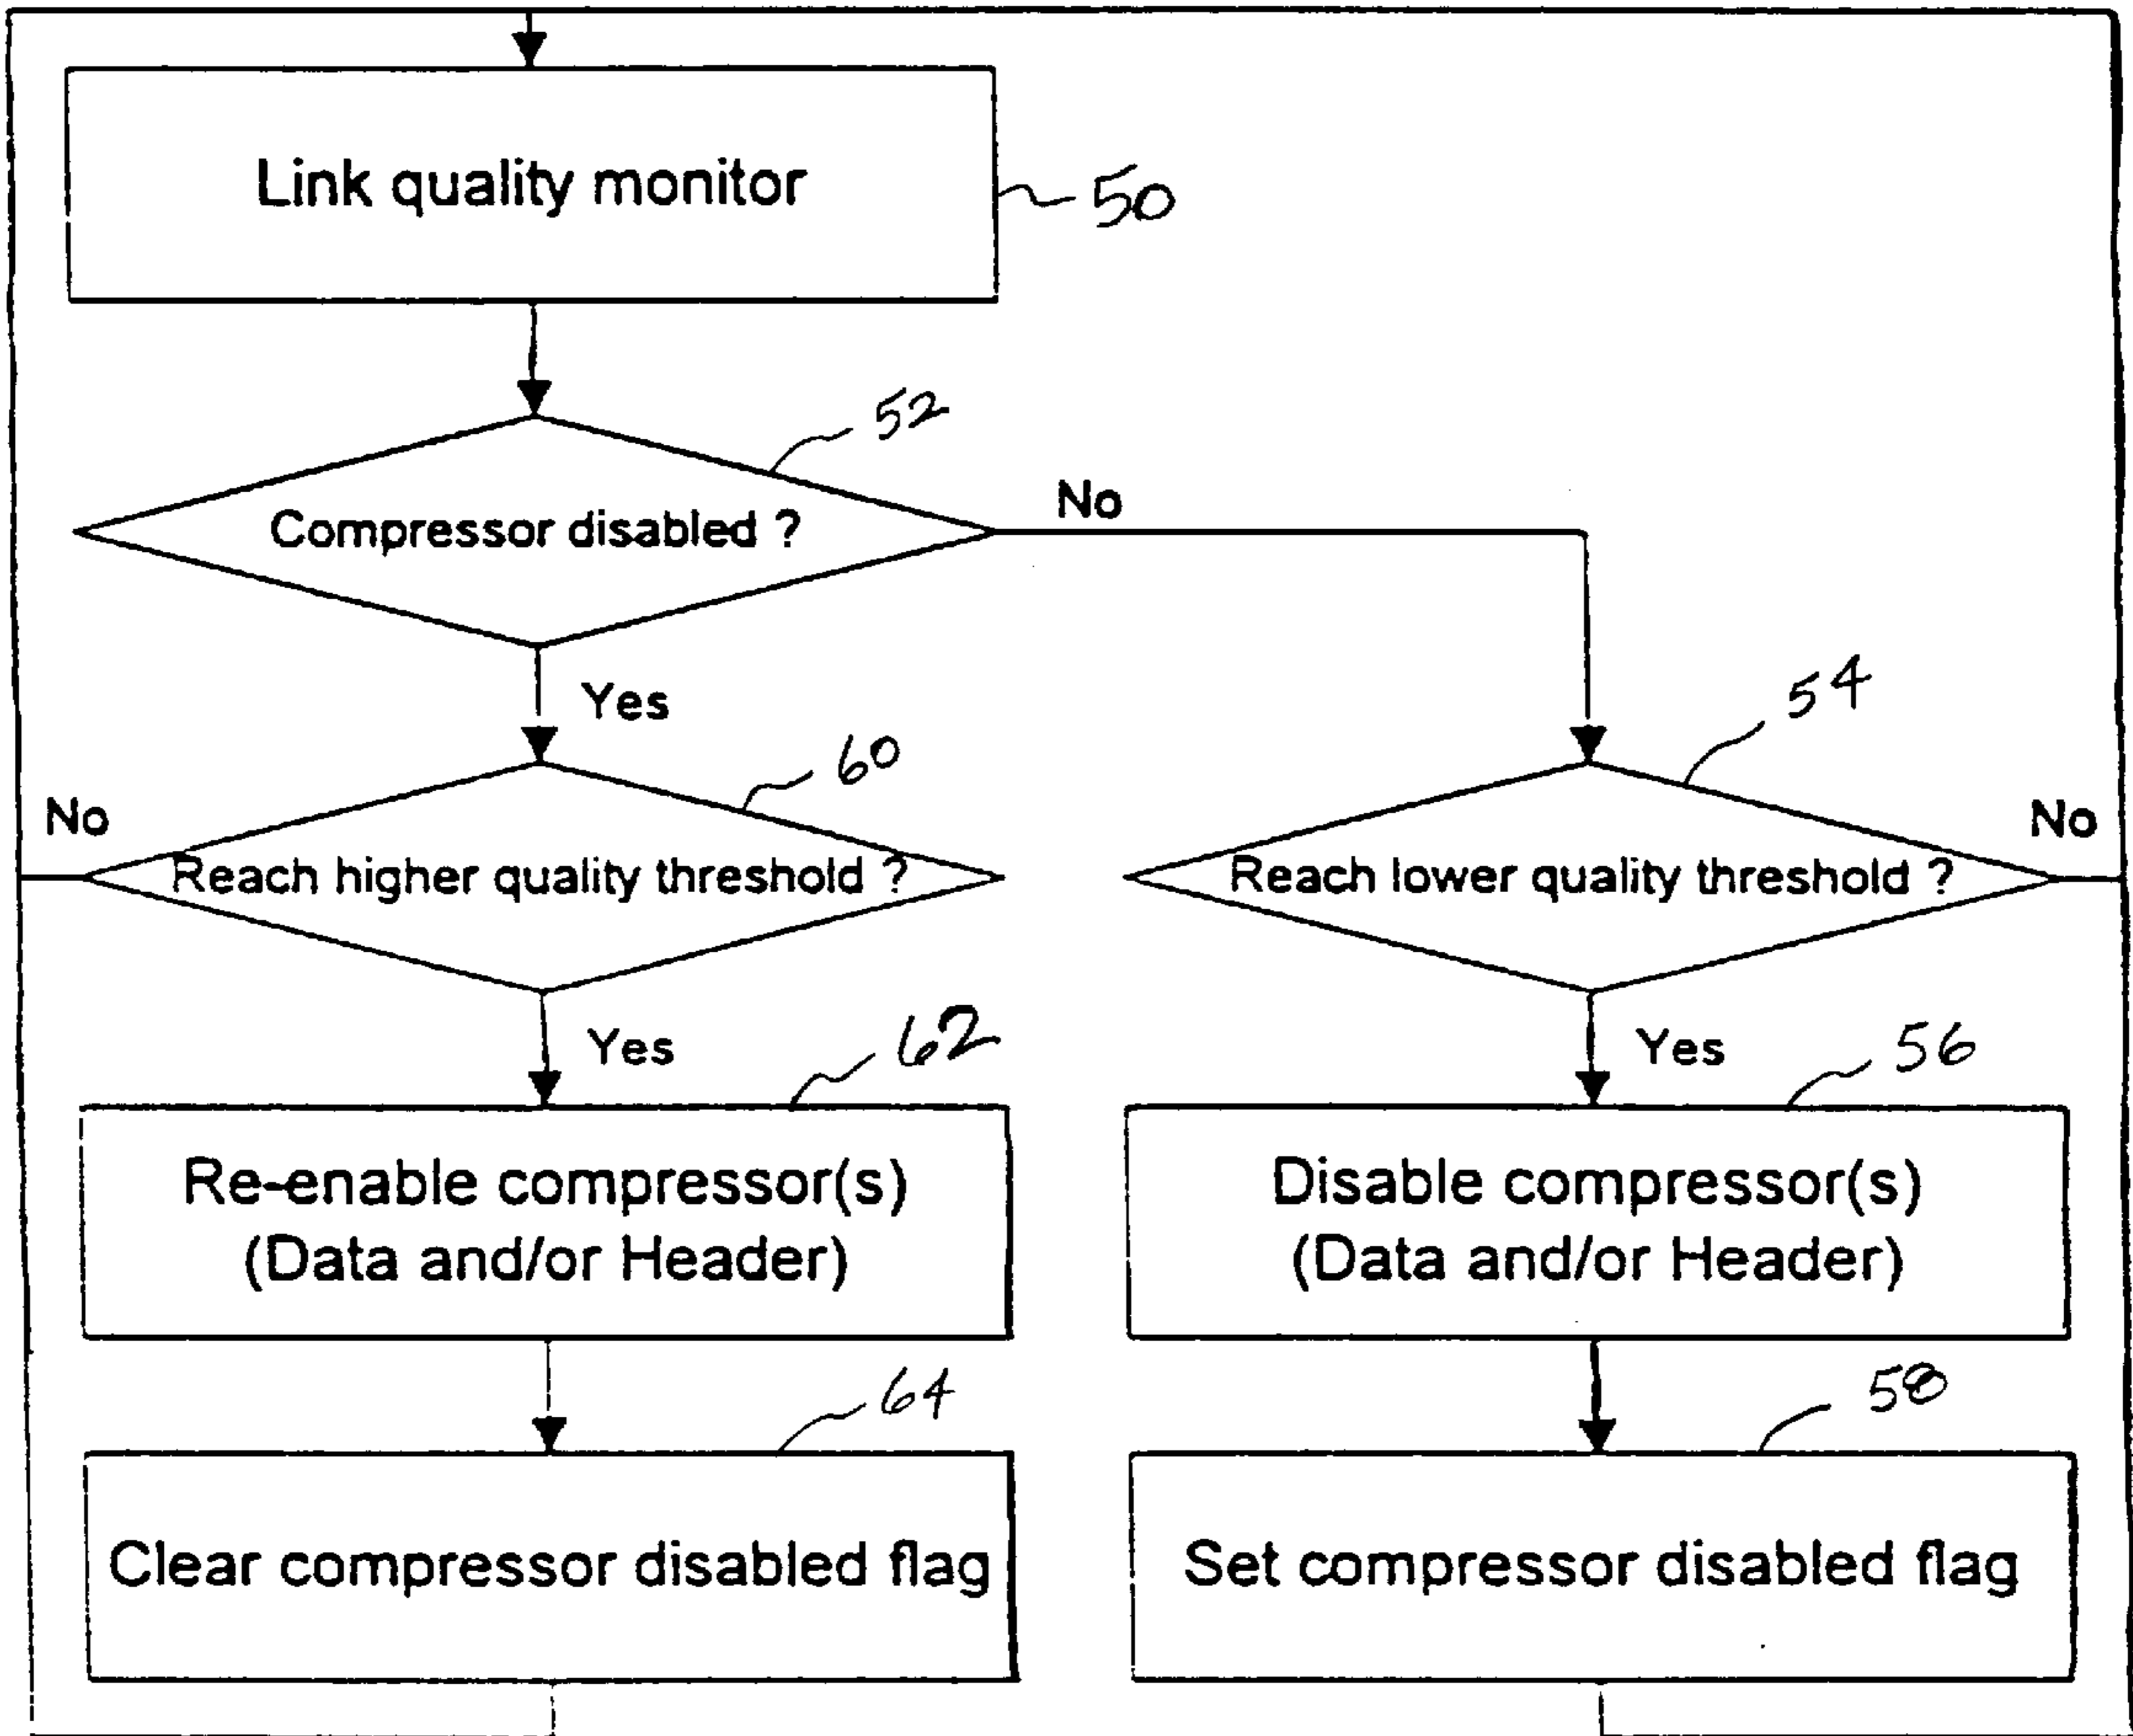 Link quality monitor
50
52
Compressor disabled ?
No
Yes
54
60
No
No
Reach higher quality threshold ?
Reach lower quality threshold ?
Yes
62
Yes
56
Re-enable compressor(s)
(Data and/or Header)
Disable compressor(s)
(Data and/or Header)
64
58
Clear compressor disabled flag
Set compressor disabled flag